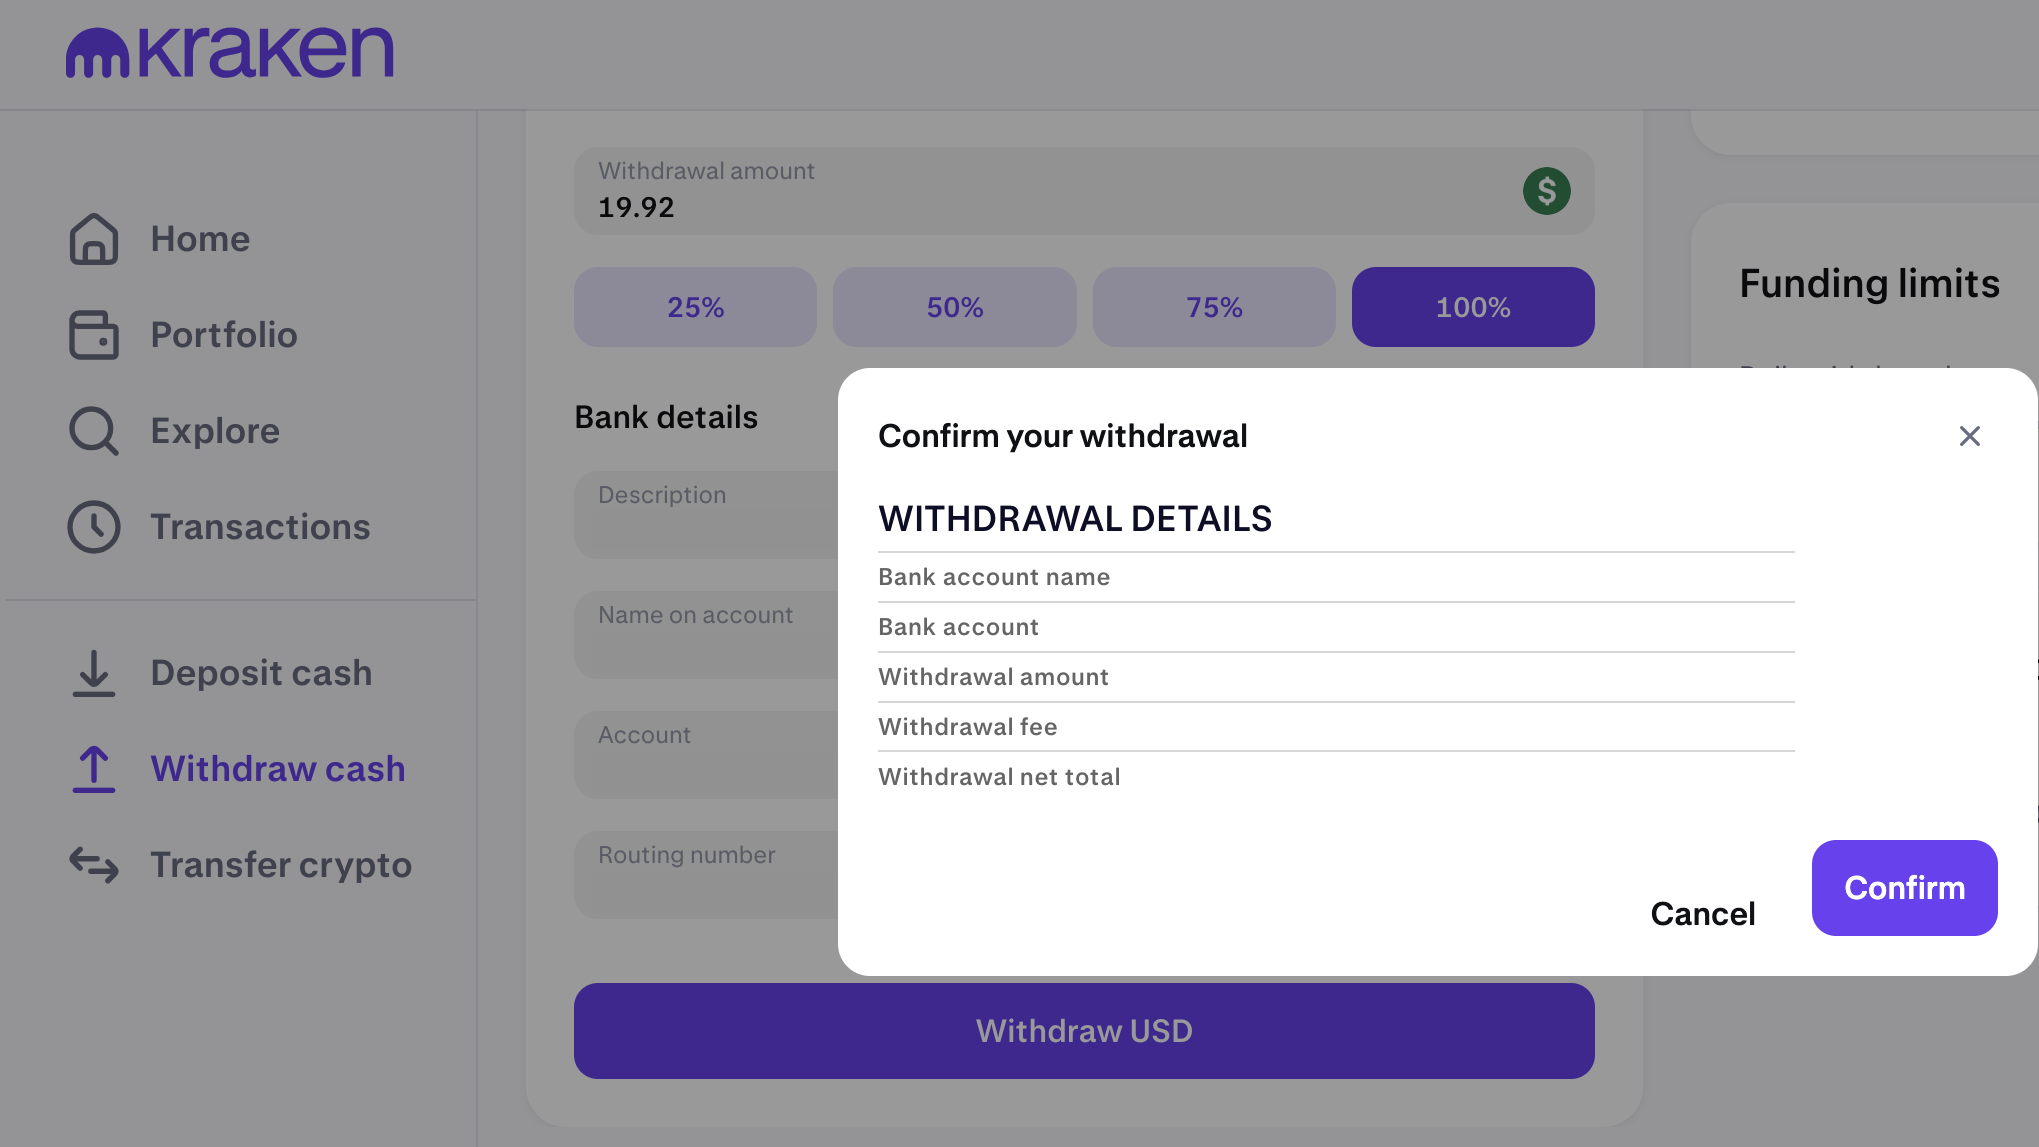 kraken
Home
Portfolio
Explore
Transactions
Deposit cash
Withdraw cash
Transfer crypto
Withdrawal amount
19.92
$
25%
50%
75%
100%
Bank details
Description
Name on account
Account
Routing number
Withdraw USD
Funding limits
Confirm your withdrawal
WITHDRAWAL DETAILS
Bank account name
Bank account
Withdrawal amount
Withdrawal fee
Withdrawal net total
Cancel
Confirm